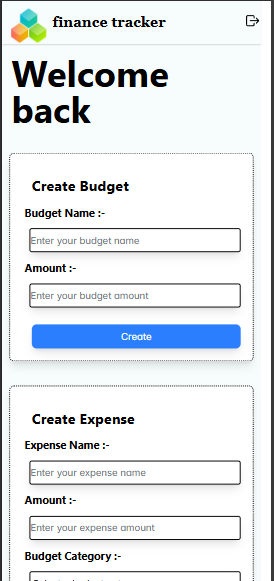 finance tracker
Welcome
back
Create Budget
Budget Name :-
Enter your budget name
Amount :-
Enter your budget amount
Create
Create Expense
Expense Name :-
Enter your expense name
Amount :-
Enter your expense amount
Budget Category :-